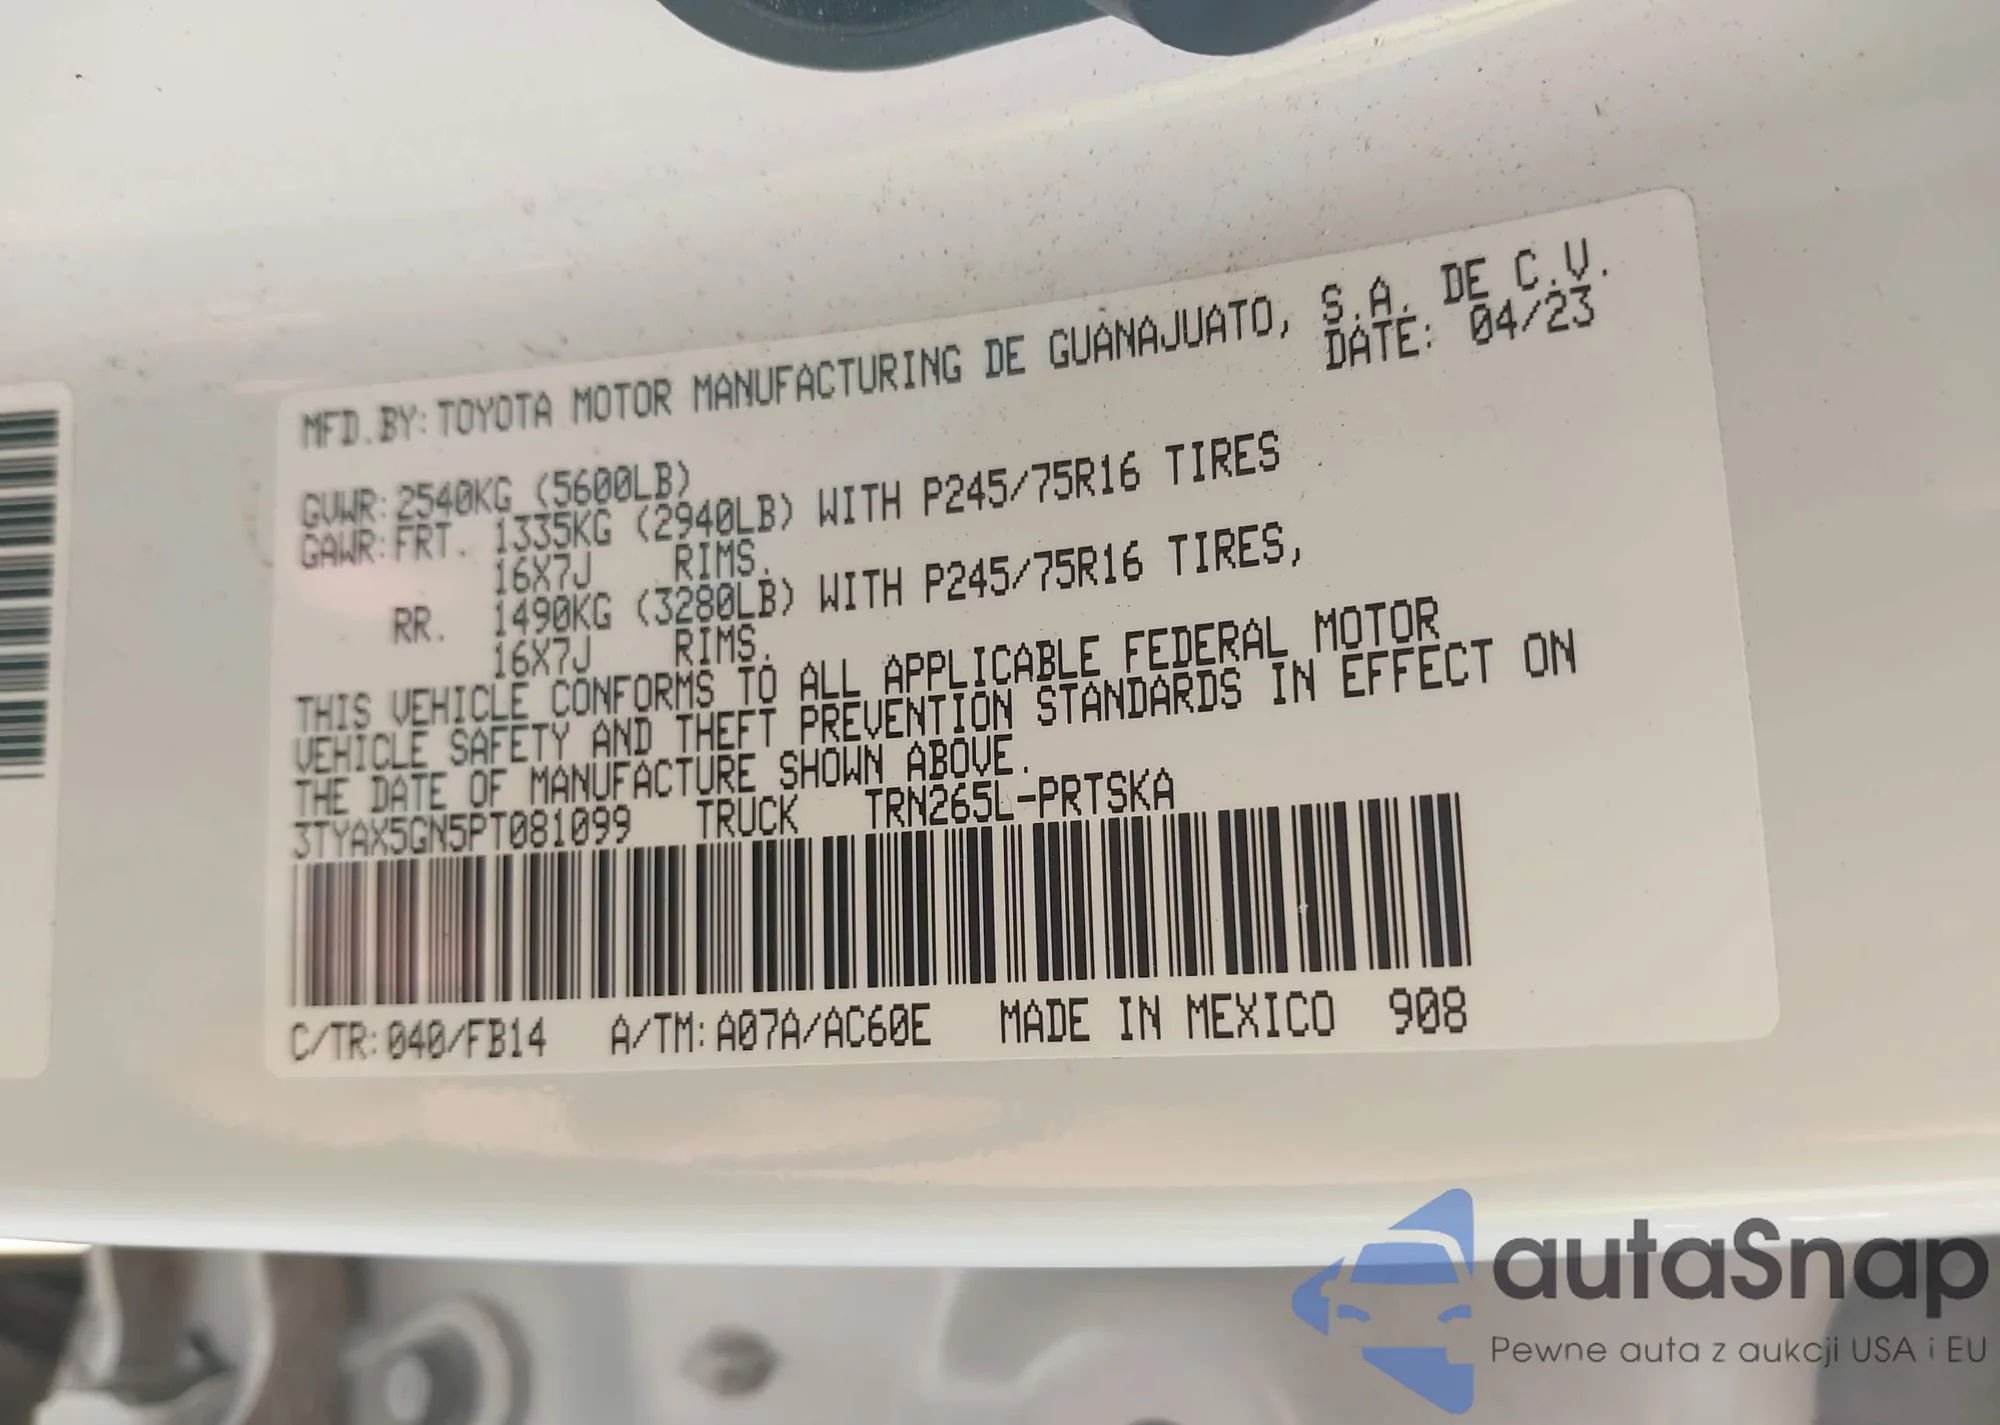 MFD.BY: TOYOTA MOTOR MANUFACTURING DE GUANAJUATO, S.A. DE C.V.
DATE: 04/23
GVWR: 2540KG (5600LB)
GAWR: FRT. 1335KG (2940LB) WITH P245/75R16 TIRES
16X7J RIMS.
RR. 1490KG (3280LB) WITH P245/75R16 TIRES,
16X7J RIMS.
THIS VEHICLE CONFORMS TO ALL APPLICABLE FEDERAL MOTOR
VEHICLE SAFETY AND THEFT PREVENTION STANDARDS IN EFFECT ON
THE DATE OF MANUFACTURE SHOWN ABOVE.
3TYAX5GN5PT081099 TRUCK TRN265L-PRTSKA
C/TR: 040/FB14 A/TM: A07A/AC60E MADE IN MEXICO 908
autaSnap
Pewne auta z aukcji USA i EU